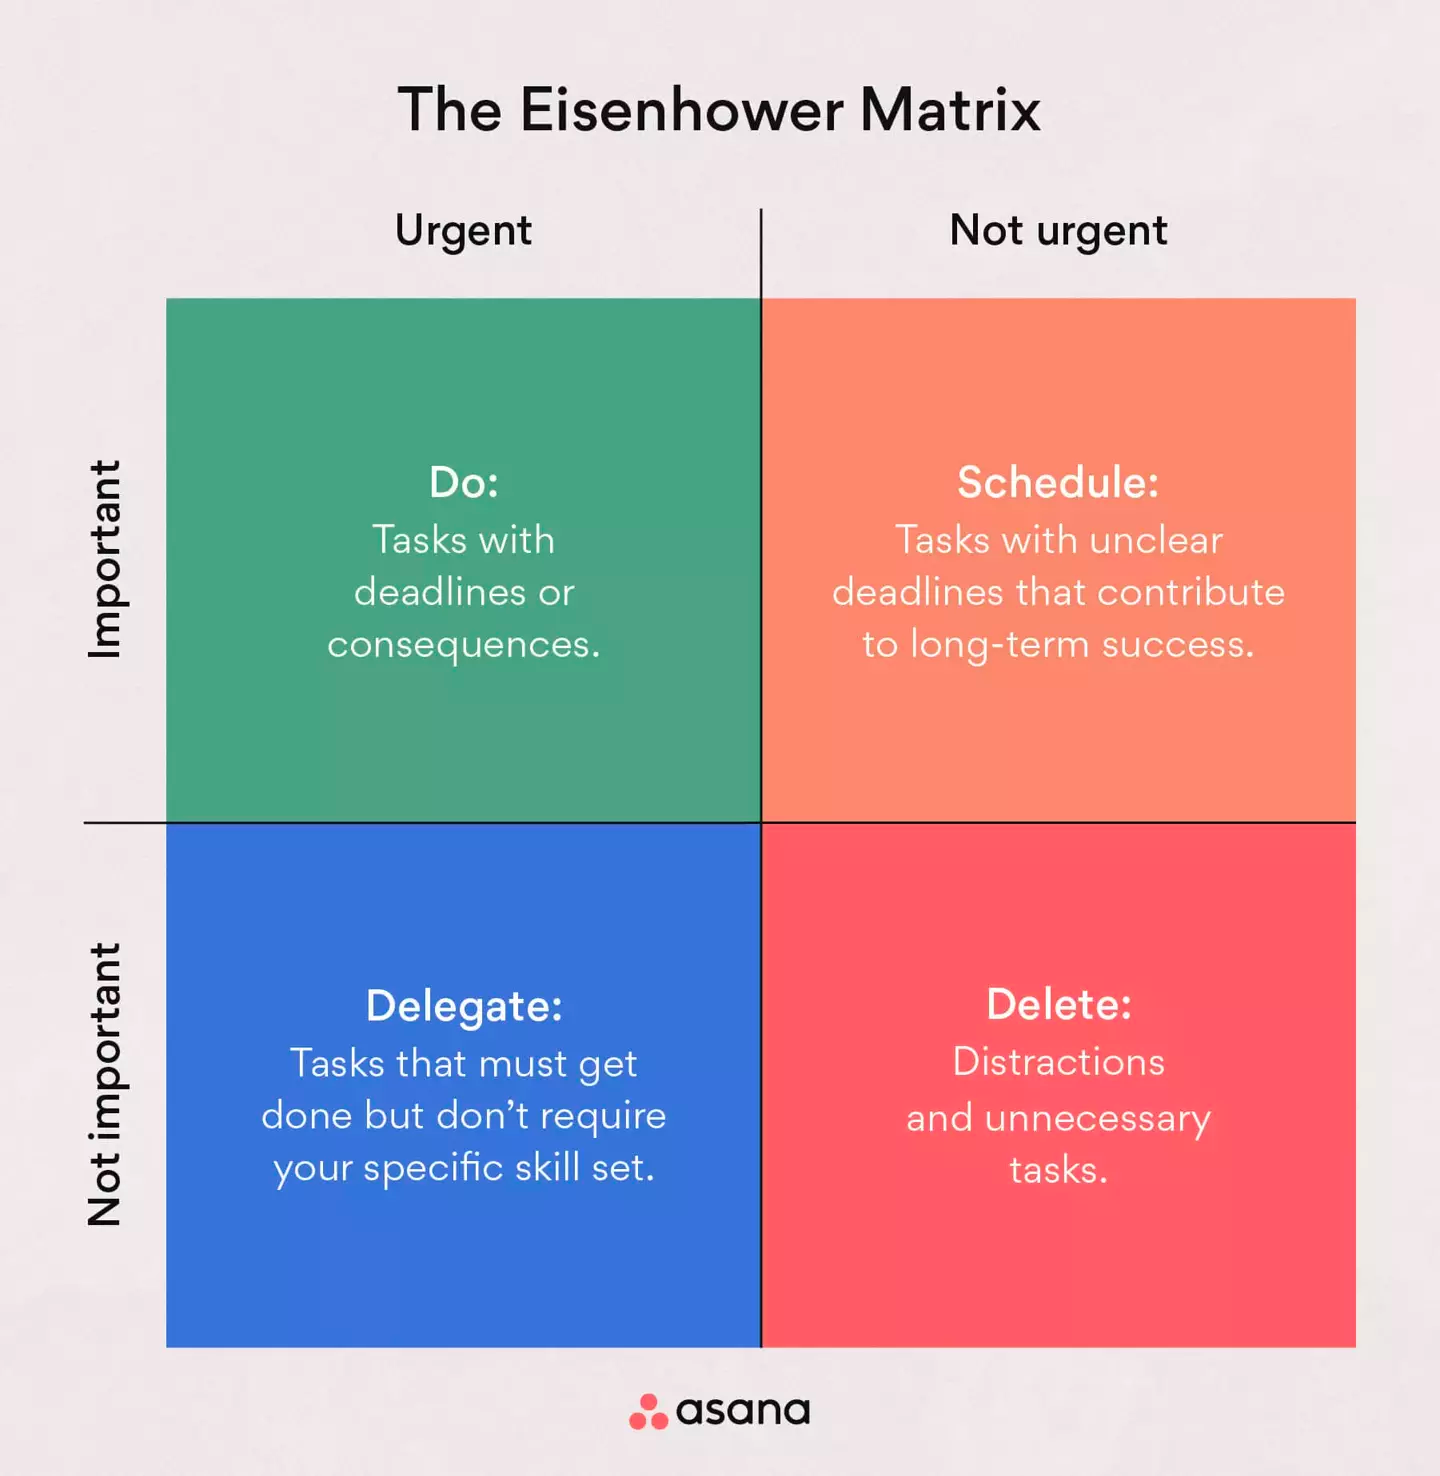 The Eisenhower Matrix
Urgent
Not urgent
Important
Do:
Tasks with
deadlines or
consequences.
Schedule:
Tasks with unclear
deadlines that contribute
to long-term success.
Not important
Delegate:
Tasks that must get
done but don’t require
your specific skill set.
Delete:
Distractions
and unnecessary
tasks.
asana